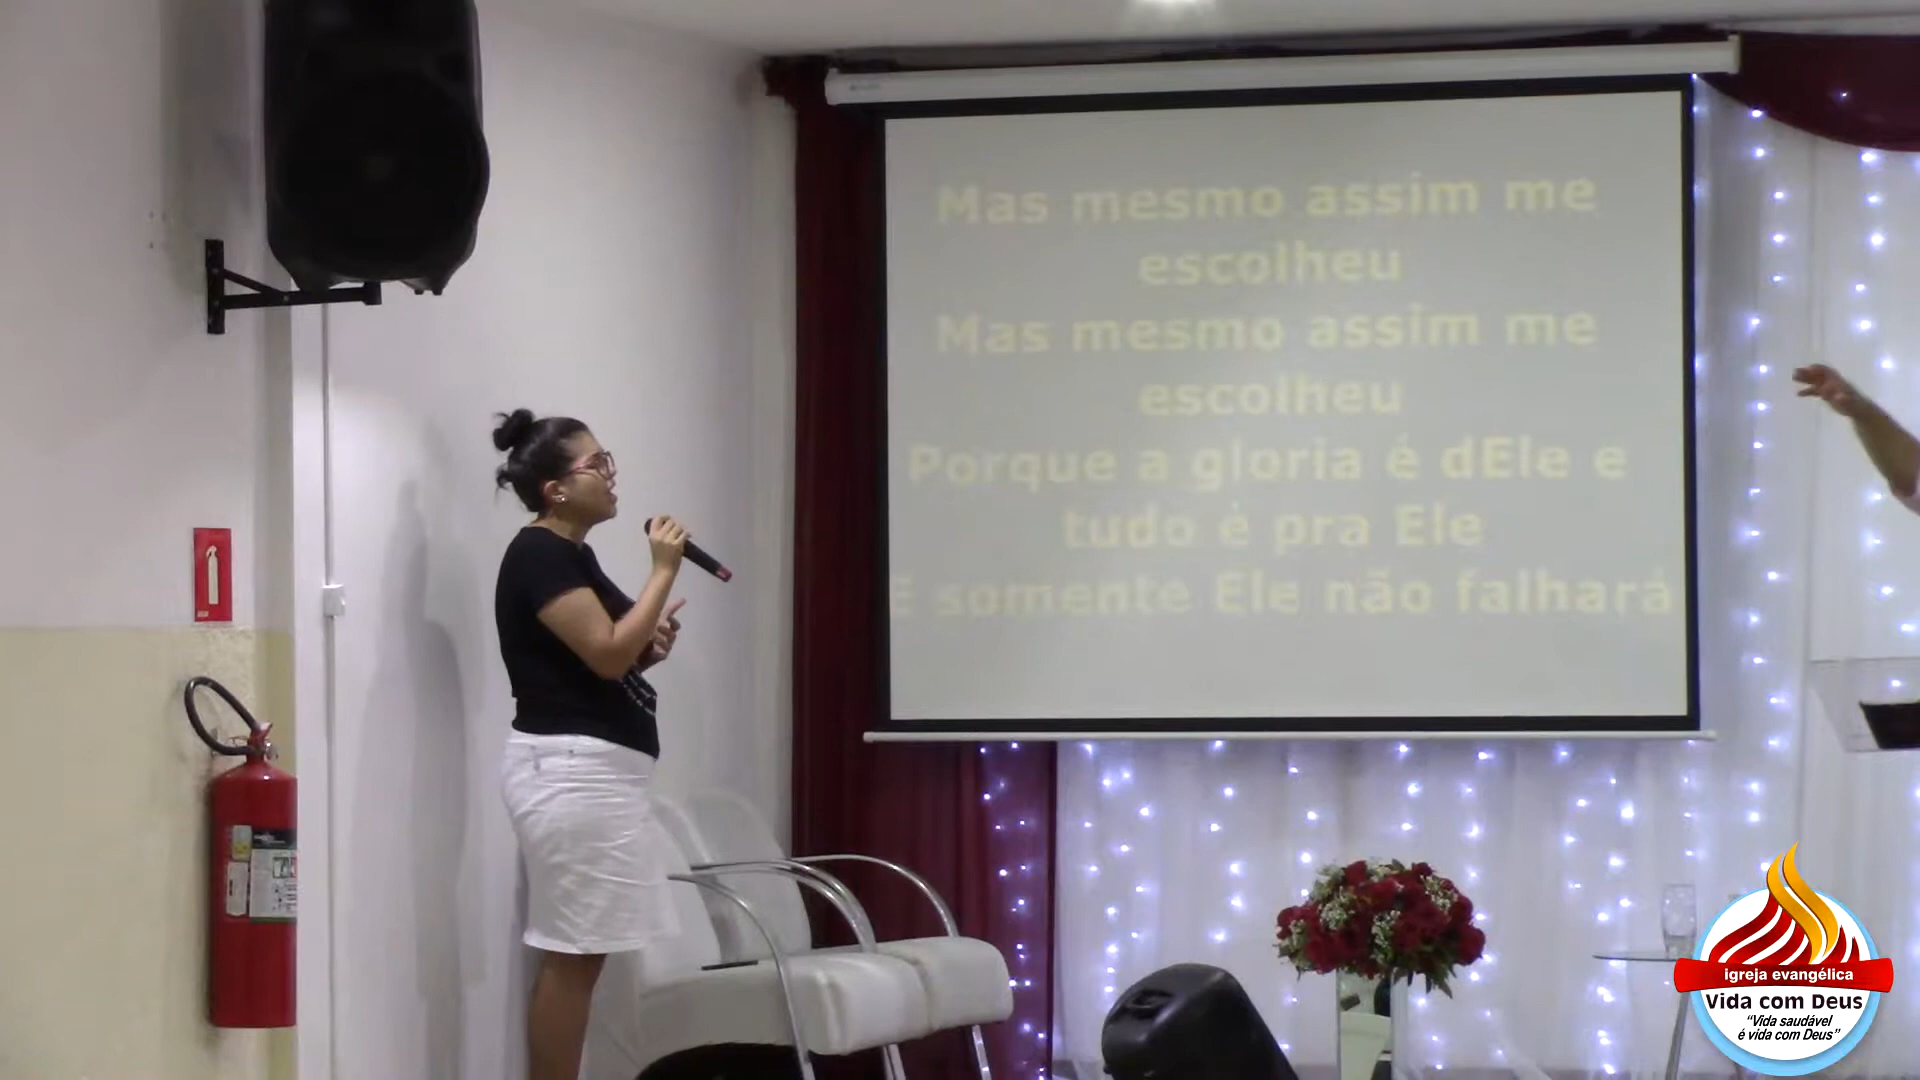 Mas mesmo assim me
escolheu
Mas mesmo assim me
escolheu
Porque a gloria é dEle e
tudo é pra Ele
E somente Ele não falhará
igreja evangélica
Vida com Deus
“Vida saudável
é vida com Deus”